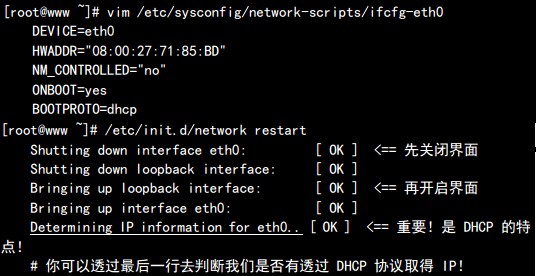 [root@www ~]# vim /etc/sysconfig/network-scripts/ifcfg-eth0
DEVICE=eth0
HWADDR="08:00:27:71:85:BD"
NM_CONTROLLED="no"
ONBOOT=yes
BOOTPROTO=dhcp
[root@www ~]# /etc/init.d/network restart
Shutting down interface eth0: [ OK ] <== 先关闭界面
Shutting down loopback interface: [ OK ]
Bringing up loopback interface: [ OK ] <== 再开启界面
Bringing up interface eth0: [ OK ]
Determining IP information for eth0.. [ OK ] <== 重要！是 DHCP 的特
点！
# 你可以透过最后一行去判断我们是否有透过 DHCP 协议取得 IP！